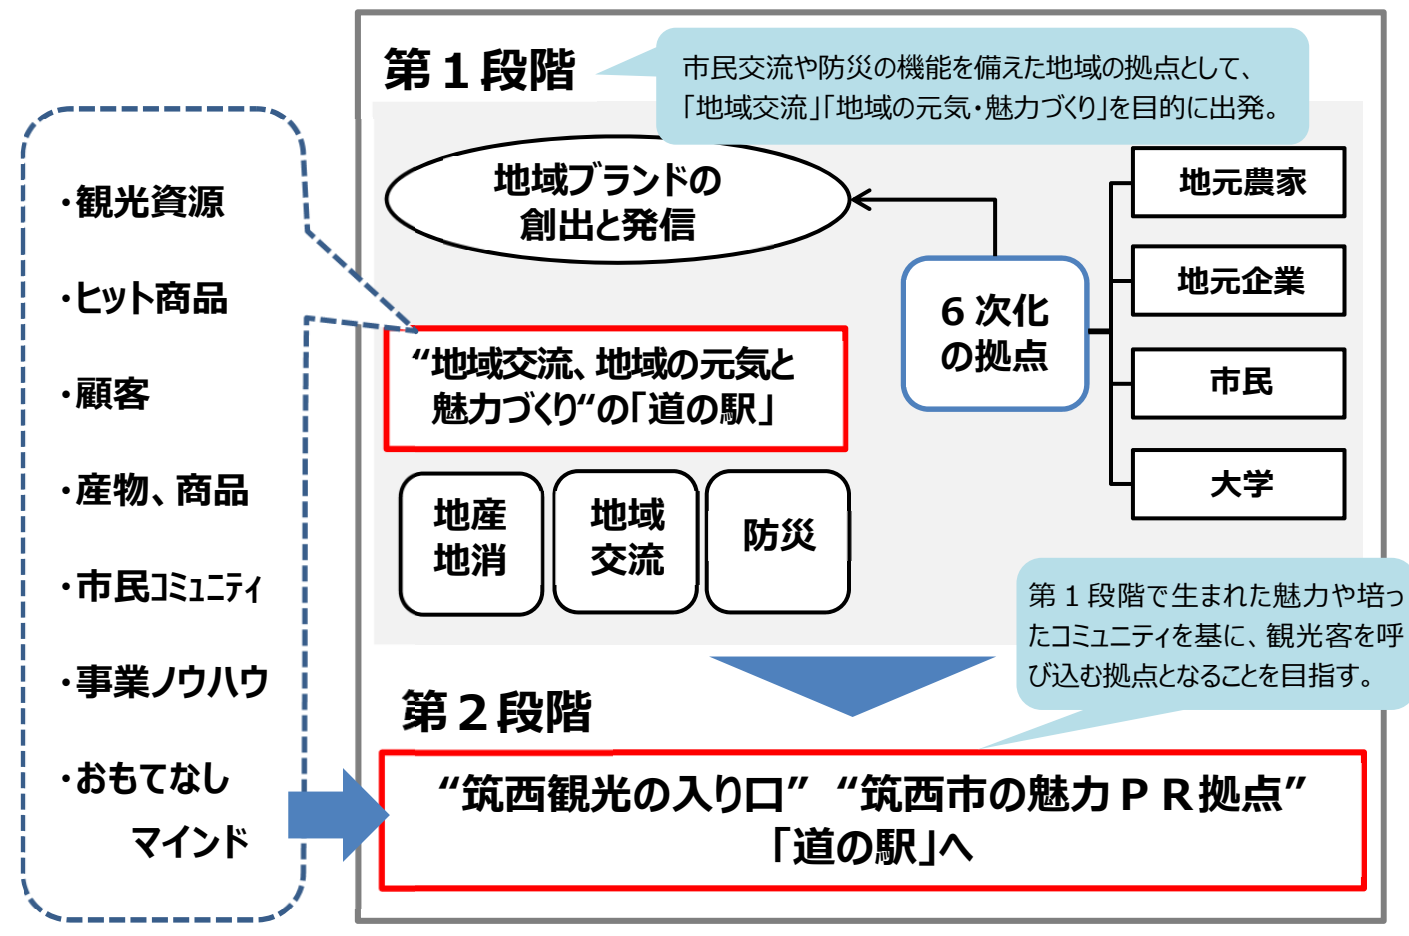 第１段階
市民交流や防災の機能を備えた地域の拠点として、
「地域交流」「地域の元気・魅力づくり」を目的に出発。
・観光資源
・ヒット商品
・顧客
・産物、商品
・市民コミュニティ
・事業ノウハウ
・おもてなし
マインド
地域ブランドの
創出と発信
“地域交流、地域の元気と
魅力づくり“の「道の駅」
地産
地消
地域
交流
防災
６次化
の拠点
地元農家
地元企業
市民
大学
第１段階で生まれた魅力や培っ
たコミュニティを基に、観光客を呼
び込む拠点となることを目指す。
第２段階
“筑西観光の入り口” “筑西市の魅力ＰＲ拠点”
「道の駅」へ